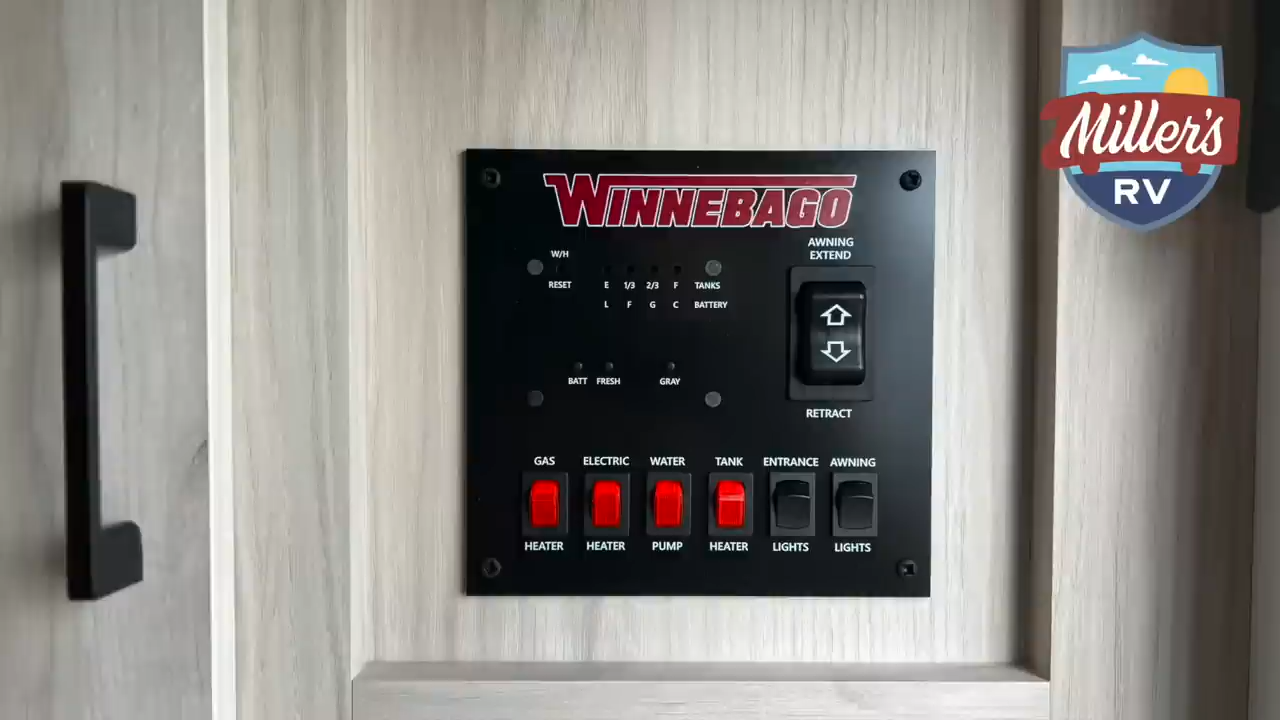 Miller's
RV
WINNEBAGO
AWNING
EXTEND
W/H
RESET
E 1/3 2/3 F TANKS
L F G C BATTERY
BATT FRESH GRAY
RETRACT
GAS ELECTRIC WATER TANK ENTRANCE AWNING
HEATER HEATER PUMP HEATER LIGHTS LIGHTS